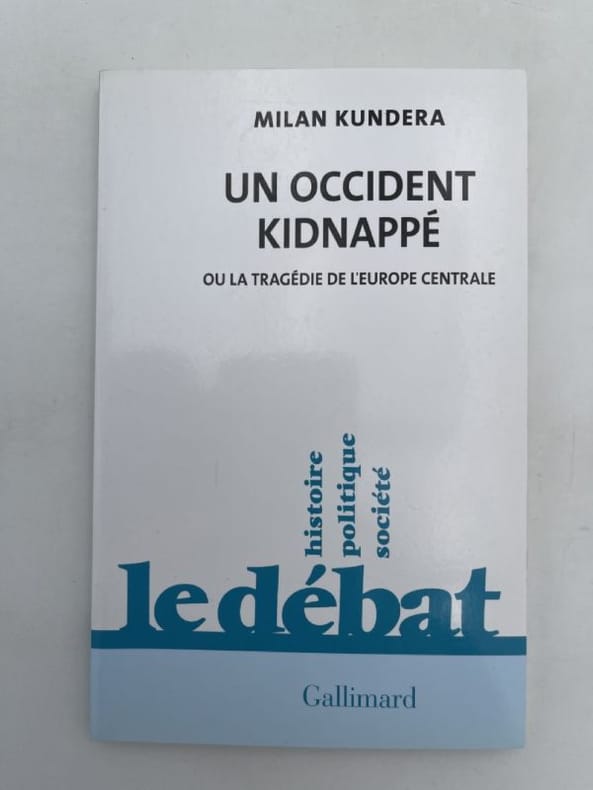 MILAN KUNDERA
UN OCCIDENT
KIDNAPPÉ
OU LA TRAGÉDIE DE L'EUROPE CENTRALE
histoire
politique
société
le débat
Gallimard